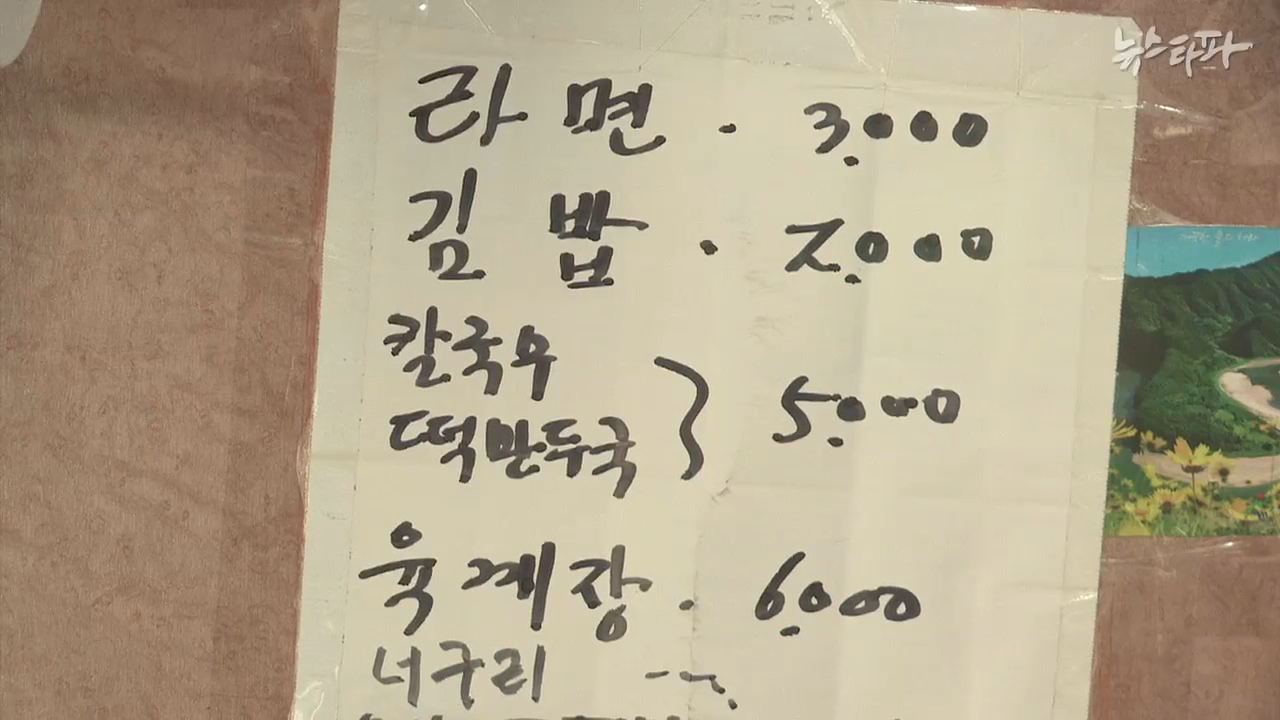 뉴스타파
라면 · 3,000
김밥 · 2,000
칼국수
떡만두국 } 5,000
육계장 · 6,000
너구리